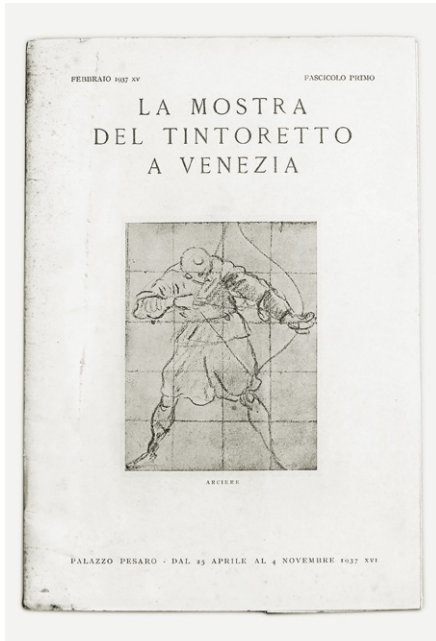 FEBBRAIO 1937 XV
FASCICOLO PRIMO
LA MOSTRA
DEL TINTORETTO
A VENEZIA
ARCIERE
PALAZZO PESARO - DAL 25 APRILE AL 4 NOVEMBRE 1937 XVI